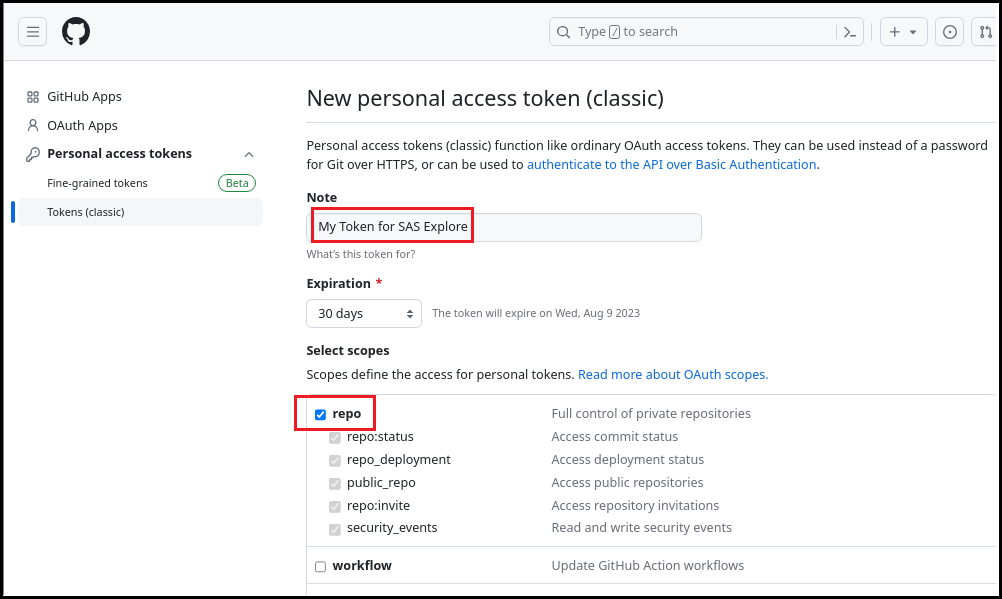 Type / to search
GitHub Apps
OAuth Apps
Personal access tokens
Fine-grained tokens Beta
Tokens (classic)
New personal access token (classic)
Personal access tokens (classic) function like ordinary OAuth access tokens. They can be used instead of a password
for Git over HTTPS, or can be used to authenticate to the API over Basic Authentication.
Note
My Token for SAS Explore
What's this token for?
Expiration *
30 days The token will expire on Wed, Aug 9 2023
Select scopes
Scopes define the access for personal tokens. Read more about OAuth scopes.
repo Full control of private repositories
repo:status Access commit status
repo_deployment Access deployment status
public_repo Access public repositories
repo:invite Access repository invitations
security_events Read and write security events
workflow Update GitHub Action workflows